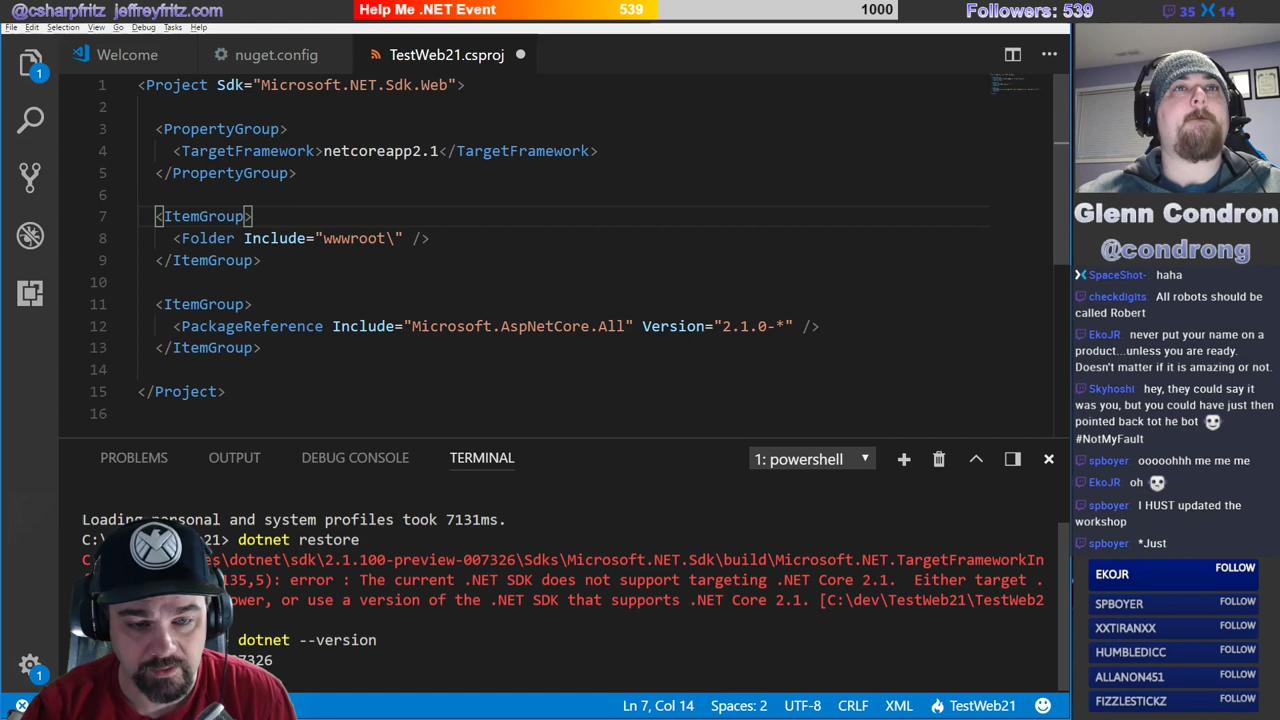 @csharpfritz jeffreyfritz.com
Help Me .NET Event 539 1000
Followers: 539
35 14
File Edit Selection View Go Debug Tasks Help
Welcome nuget.config TestWeb21.csproj
1 <Project Sdk="Microsoft.NET.Sdk.Web">
2
3 <PropertyGroup>
4 <TargetFramework>netcoreapp2.1</TargetFramework>
5 </PropertyGroup>
6
7 <ItemGroup>
8 <Folder Include="wwwroot\" />
9 </ItemGroup>
10
11 <ItemGroup>
12 <PackageReference Include="Microsoft.AspNetCore.All" Version="2.1.0-*" />
13 </ItemGroup>
14
15 </Project>
16
1
1
PROBLEMS OUTPUT DEBUG CONSOLE TERMINAL 1: powershell
Loading personal and system profiles took 7131ms.
C:\ 21> dotnet restore
C: es\dotnet\sdk\2.1.100-preview-007326\Sdks\Microsoft.NET.Sdk\build\Microsoft.NET.TargetFrameworkIn
135,5): error : The current .NET SDK does not support targeting .NET Core 2.1. Either target .
ower, or use a version of the .NET SDK that supports .NET Core 2.1. [C:\dev\TestWeb21\TestWeb2
dotnet --version
7326
Ln 7, Col 14 Spaces: 2 UTF-8 CRLF XML TestWeb21
Glenn Condron
@condrong
SpaceShot- haha
checkdigits All robots should be
called Robert
EkoJR never put your name on a
product...unless you are ready.
Doesn't matter if it is amazing or not.
Skyhoshi hey, they could say it
was you, but you could have just then
pointed back tot he bot
#NotMyFault
spboyer ooooohhh me me me
EkoJR oh
spboyer I HUST updated the
workshop
spboyer *Just
EKOJR FOLLOW
SPBOYER FOLLOW
XXTIRANXX FOLLOW
HUMBLEDICC FOLLOW
ALLANON451 FOLLOW
FIZZLESTICKZ FOLLOW